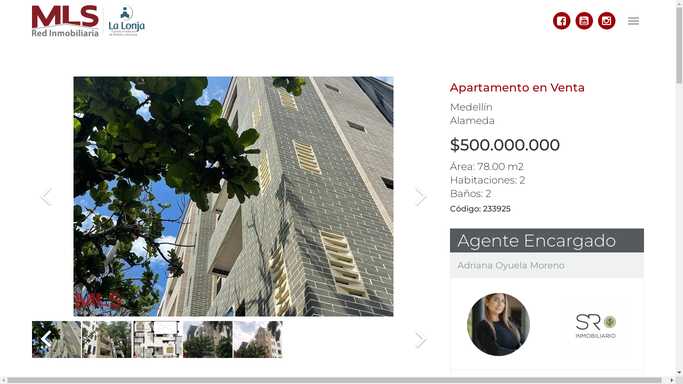 MLS
Red Inmobiliaria
La Lonja
Apartamento en Venta
Medellín
Alameda
$500.000.000
Área: 78.00 m2
Habitaciones: 2
Baños: 2
Código: 233925
MLS
Agente Encargado
Adriana Oyuela Moreno
SR
INMOBILIARIO